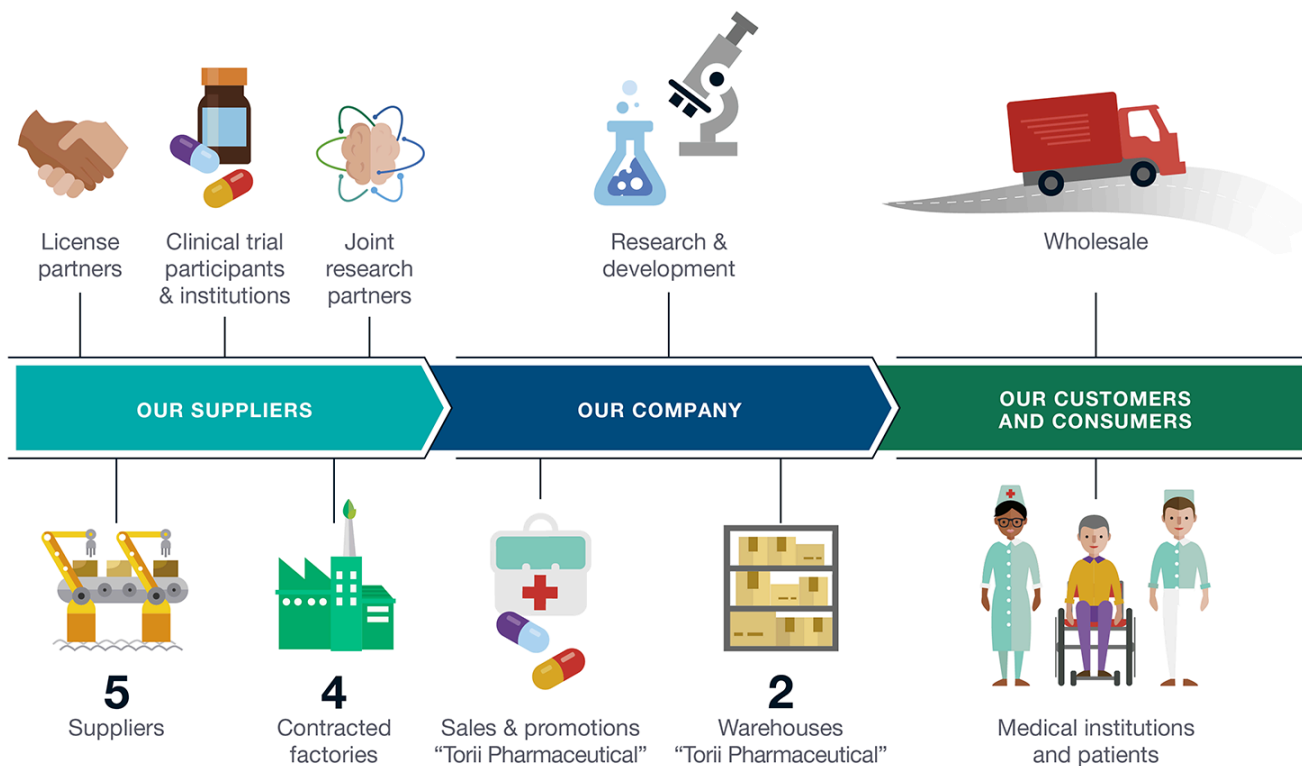 License
partners
Clinical trial
participants
& institutions
Joint
research
partners
Research &
development
Wholesale
OUR SUPPLIERS
OUR COMPANY
OUR CUSTOMERS
AND CONSUMERS
5
Suppliers
4
Contracted
factories
Sales & promotions
“Torii Pharmaceutical”
2
Warehouses
“Torii Pharmaceutical”
Medical institutions
and patients